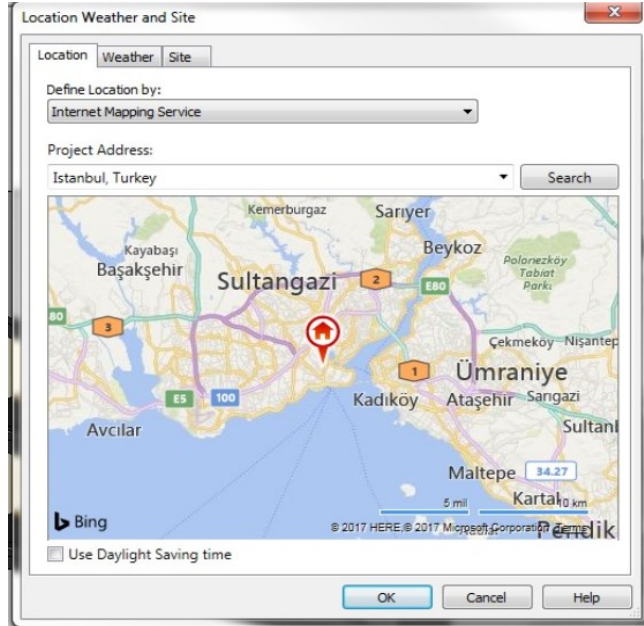 Location Weather and Site
Location Weather Site
Define Location by:
Internet Mapping Service
Project Address:
Istanbul, Turkey
Search
Kemerburgaz
Sarıyer
Kayabaşı
Başakşehir
Beykoz
Polonezköy
Tabiat
Parkı
Sultangazi
2
E80
80
3
Çekmeköy Nişantep
1
Ümraniye
E5 100
Kadıköy Ataşehir Sarıgazi
Avcılar
Sultanl
Maltepe 34.27
5 mil Kartal 10 km
Bing
© 2017 HERE,© 2017 Microsoft Corporation Terms
Pendik
Use Daylight Saving time
OK Cancel Help